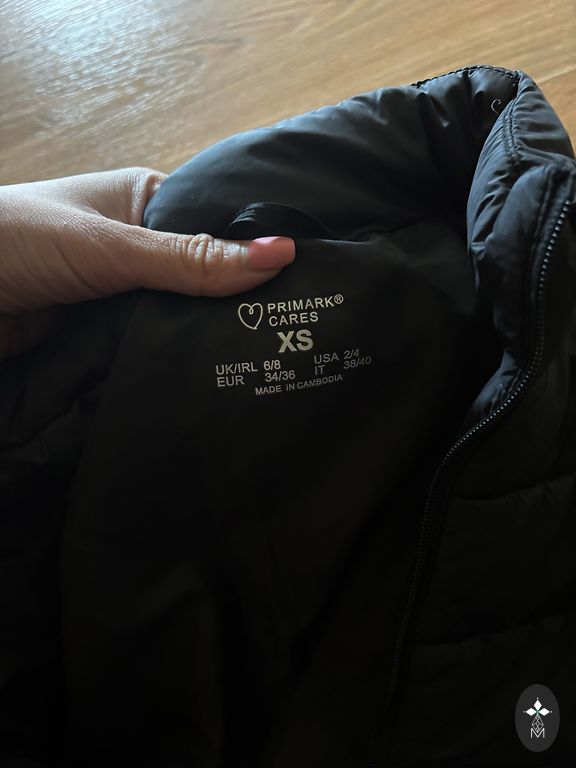 PRIMARK®
CARES
XS
UK/IRL 6/8 USA 2/4
EUR 34/36 IT 38/40
MADE IN CAMBODIA
M